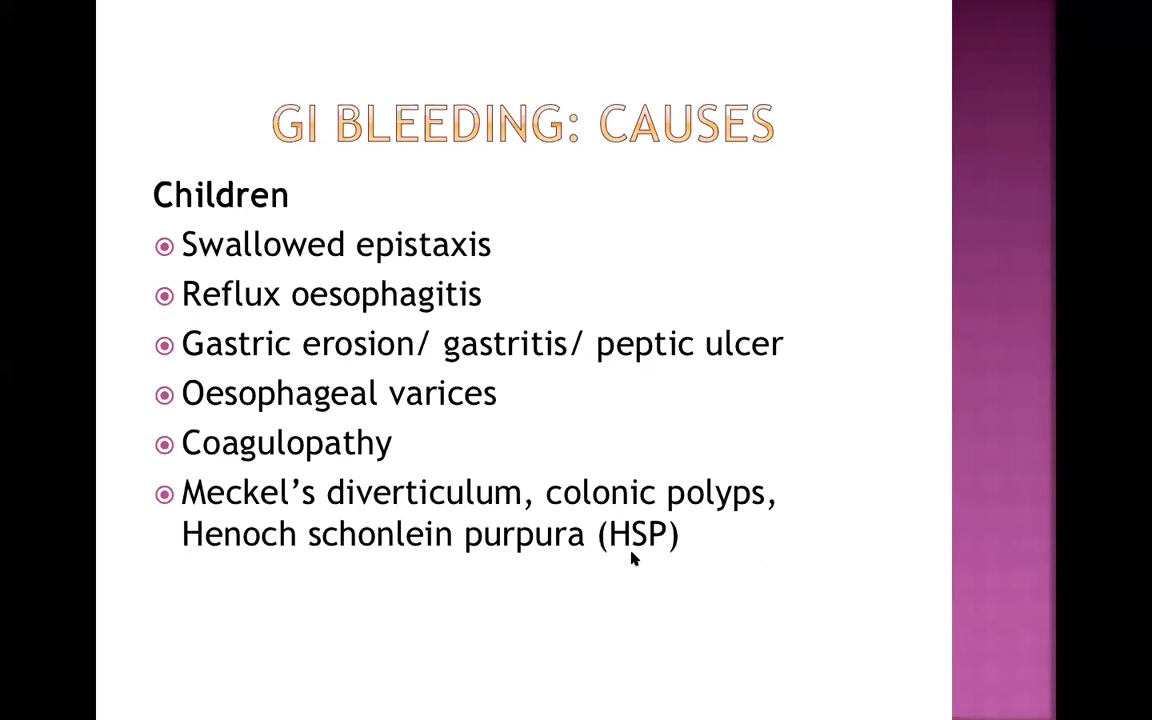 GI BLEEDING: CAUSES
Children
Swallowed epistaxis
Reflux oesophagitis
Gastric erosion/ gastritis/ peptic ulcer
Oesophageal varices
Coagulopathy
Meckel’s diverticulum, colonic polyps,
Henoch schonlein purpura (HSP)